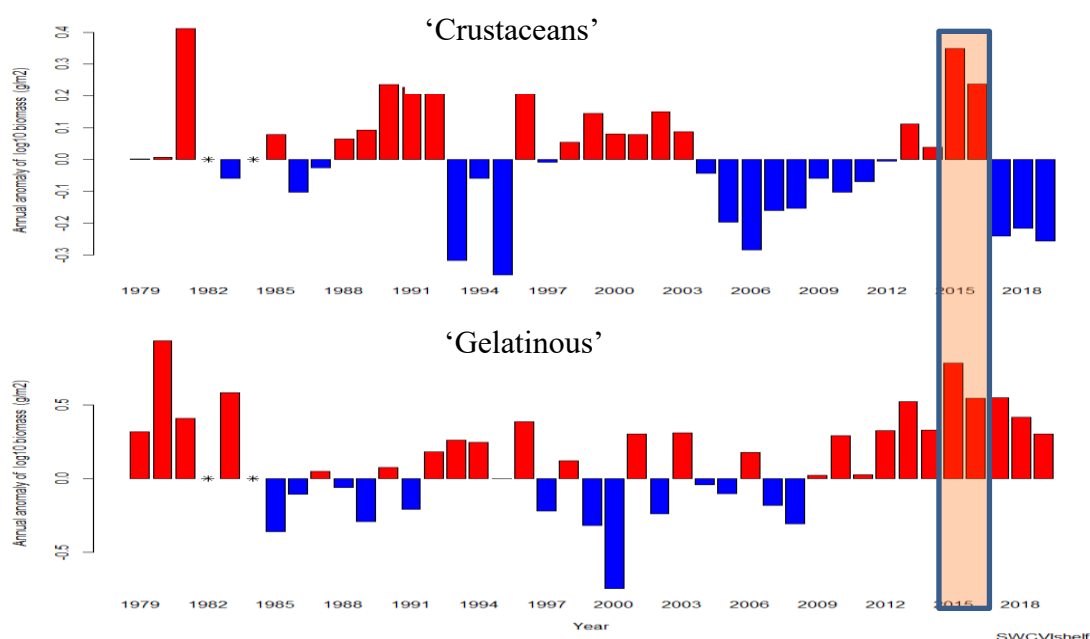 ‘Crustaceans’
Annual anomaly of log10 biomass (g/m2)
0.4
0.3
0.2
0.1
0.0
-0.1
-0.2
-0.3
* *
1979 1982 1985 1988 1991 1994 1997 2000 2003 2006 2009 2012 2015 2018
‘Gelatinous’
Annual anomaly of log10 biomass (g/m2)
0.5
0.0
-0.5
* *
1979 1982 1985 1988 1991 1994 1997 2000 2003 2006 2009 2012 2015 2018
Year
SWCVIshelf